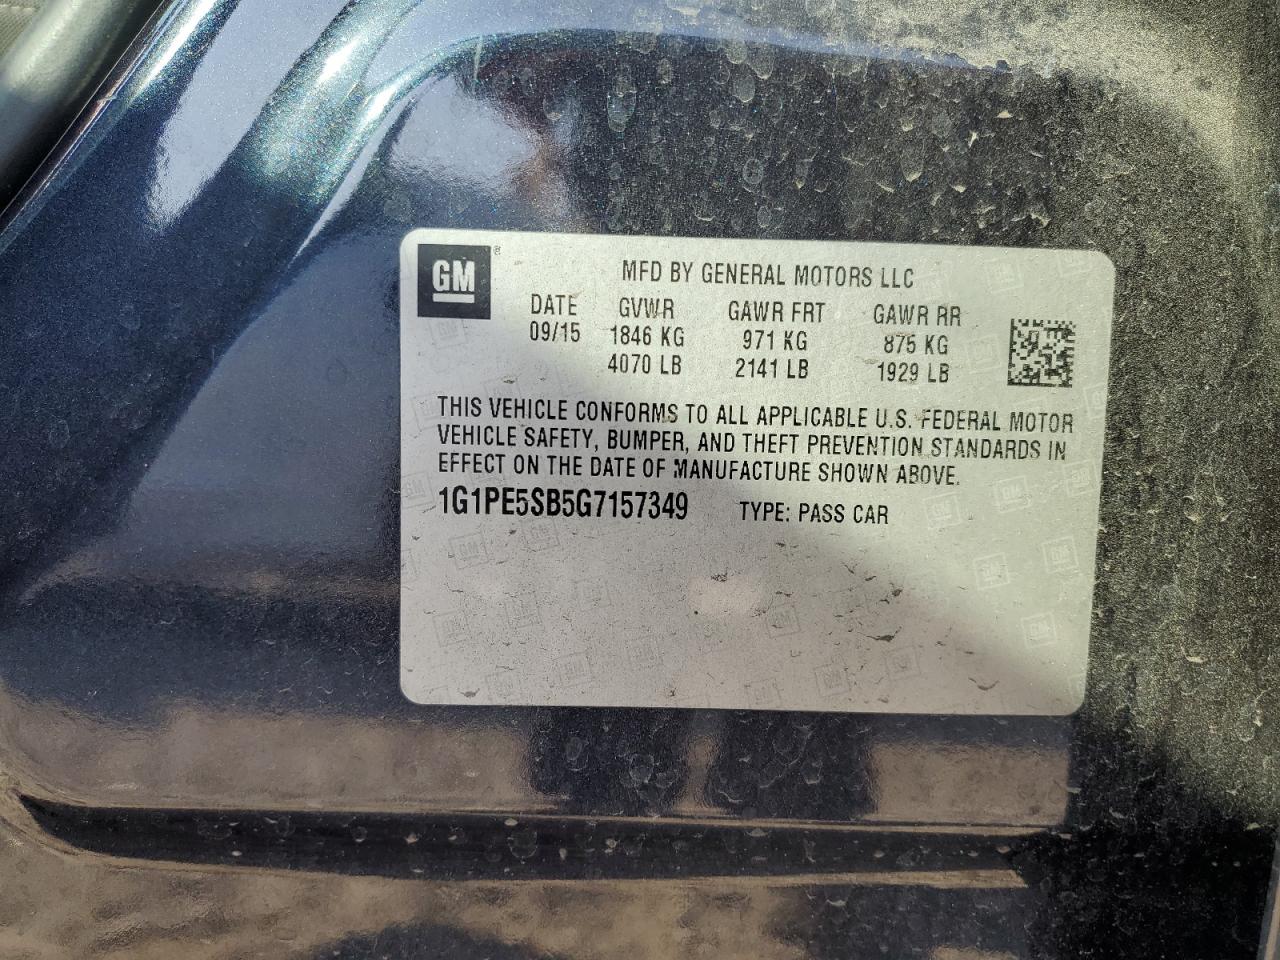 GM ®
MFD BY GENERAL MOTORS LLC
DATE GVWR GAWR FRT GAWR RR
09/15 1846 KG 971 KG 875 KG
4070 LB 2141 LB 1929 LB
THIS VEHICLE CONFORMS TO ALL APPLICABLE U.S. FEDERAL MOTOR
VEHICLE SAFETY, BUMPER, AND THEFT PREVENTION STANDARDS IN
EFFECT ON THE DATE OF MANUFACTURE SHOWN ABOVE.
1G1PE5SB5G7157349 TYPE: PASS CAR